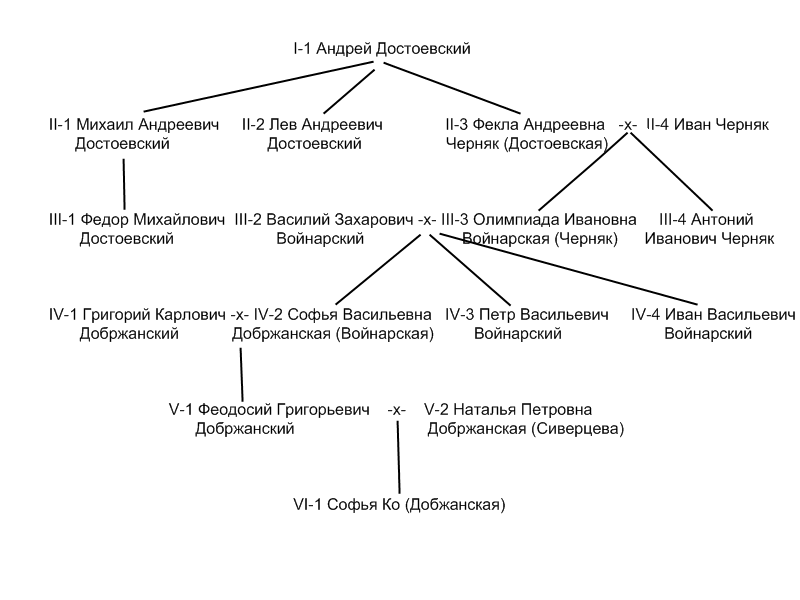 I-1 Андрей Достоевский
II-1 Михаил Андреевич II-2 Лев Андреевич II-3 Фекла Андреевна -х- II-4 Иван Черняк
Достоевский Достоевский Черняк (Достоевская)
III-1 Федор Михайлович III-2 Василий Захарович -х- III-3 Олимпиада Ивановна III-4 Антоний
Достоевский Войнарский Войнарская (Черняк) Иванович Черняк
IV-1 Григорий Карлович -х- IV-2 Софья Васильевна IV-3 Петр Васильевич IV-4 Иван Васильевич
Добржанский Добржанская (Войнарская) Войнарский Войнарский
V-1 Феодосий Григорьевич -х- V-2 Наталья Петровна
Добржанский Добржанская (Сиверцева)
VI-1 Софья Ко (Добжанская)